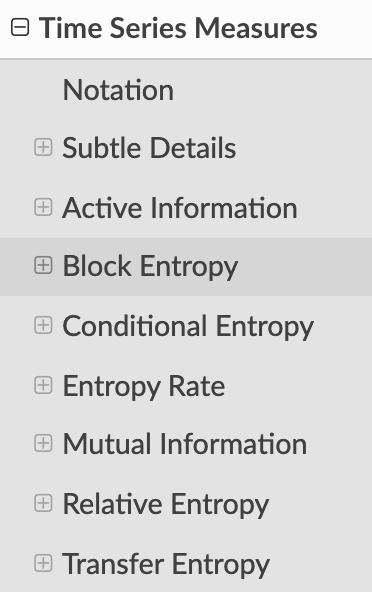 Time Series Measures
Notation
Subtle Details
Active Information
Block Entropy
Conditional Entropy
Entropy Rate
Mutual Information
Relative Entropy
Transfer Entropy